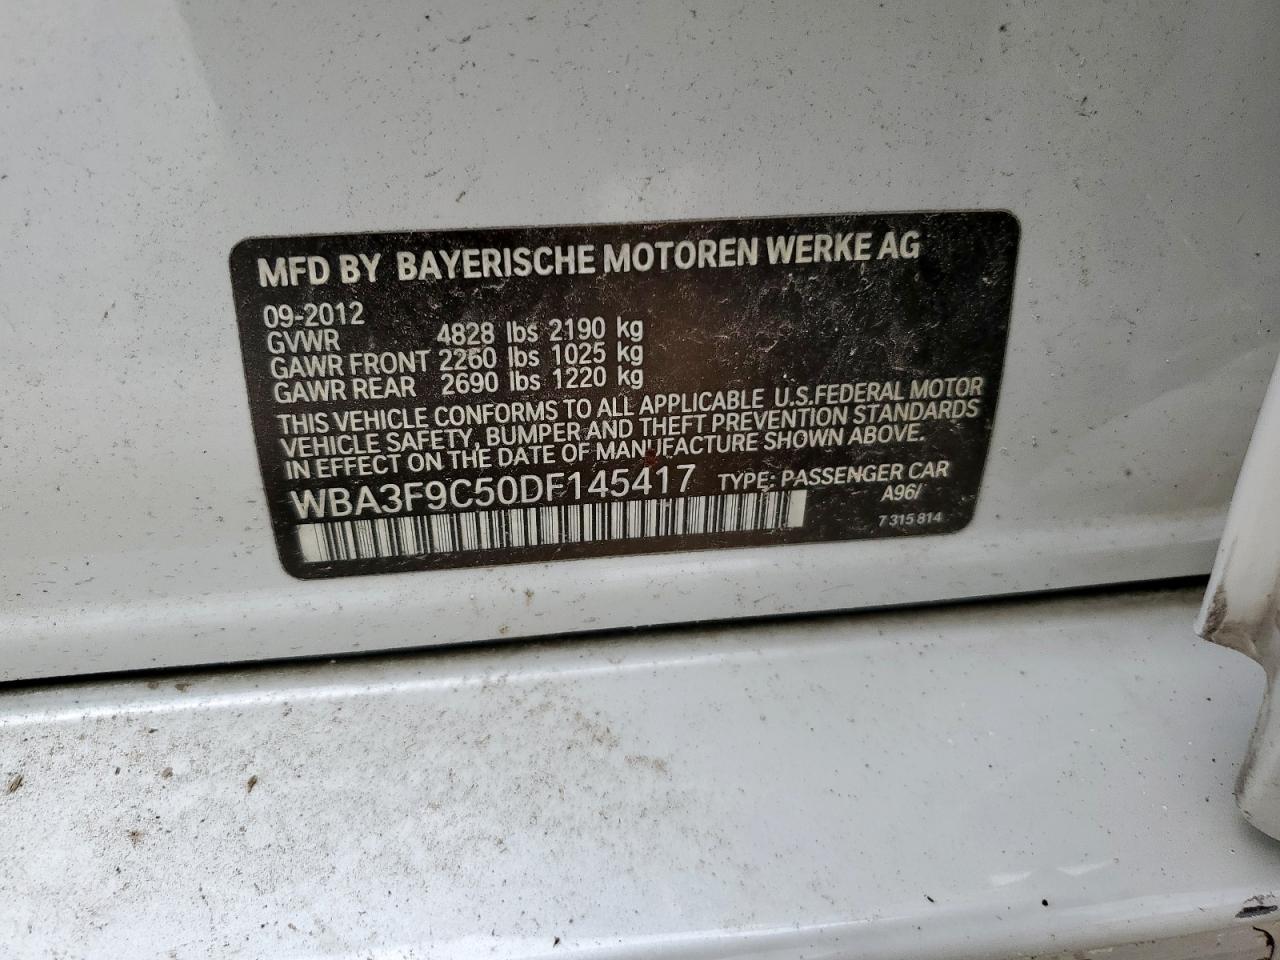 MFD BY BAYERISCHE MOTOREN WERKE AG
09-2012
GVWR 4828 lbs 2190 kg
GAWR FRONT 2260 lbs 1025 kg
GAWR REAR 2690 lbs 1220 kg
THIS VEHICLE CONFORMS TO ALL APPLICABLE U.S.FEDERAL MOTOR
VEHICLE SAFETY, BUMPER AND THEFT PREVENTION STANDARDS
IN EFFECT ON THE DATE OF MANUFACTURE SHOWN ABOVE.
WBA3F9C50DF145417 TYPE: PASSENGER CAR
A96/
7 315 814